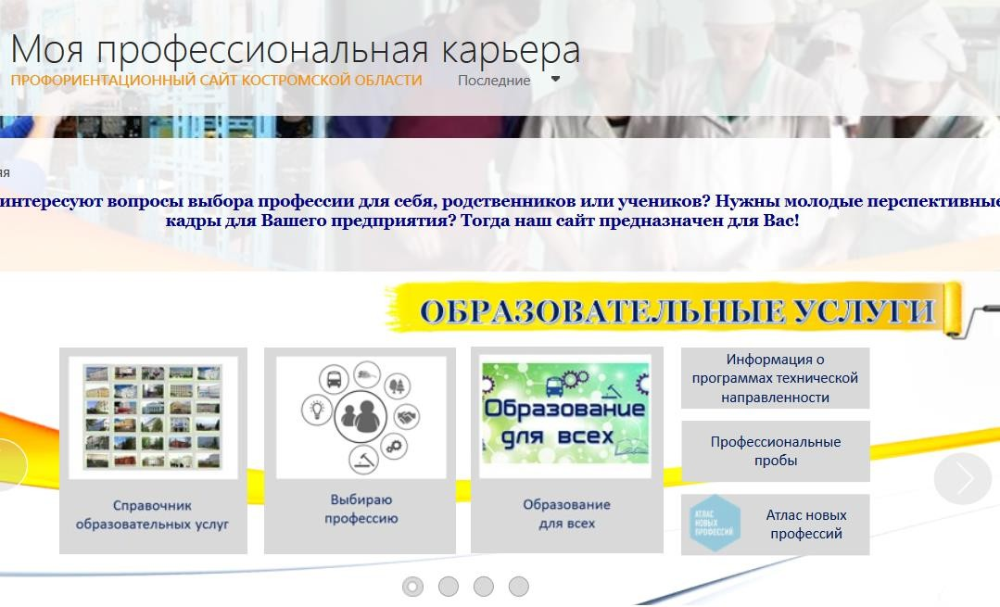 Моя профессиональная карьера
ПРОФОРИЕНТАЦИОННЫЙ САЙТ КОСТРОМСКОЙ ОБЛАСТИ Последние
интересуют вопросы выбора профессии для себя, родственников или учеников? Нужны молодые перспективные
кадры для Вашего предприятия? Тогда наш сайт предназначен для Вас!
ОБРАЗОВАТЕЛЬНЫЕ УСЛУГИ
Справочник
образовательных услуг
Выбираю
профессию
Образование
для всех
Образование
для всех
Информация о
программах технической
направленности
Профессиональные
пробы
АТЛАС
НОВЫХ
ПРОФЕССИЙ
Атлас новых
профессий